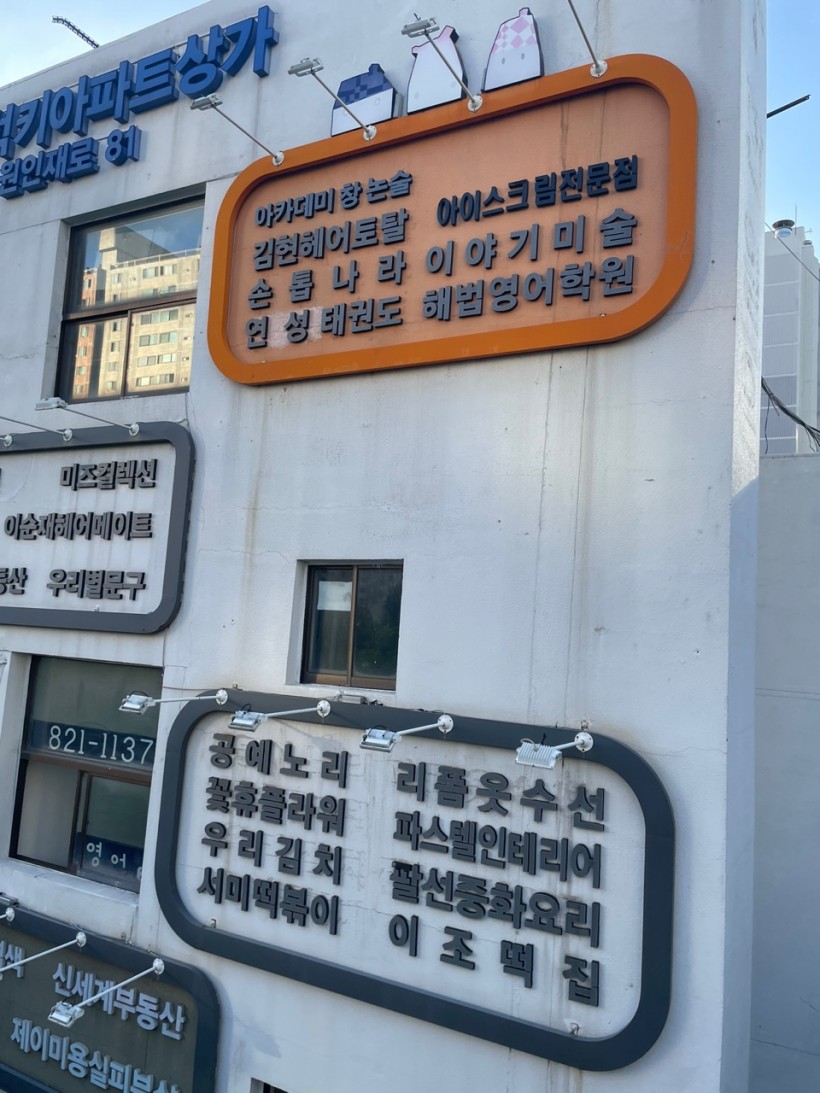 럭키아파트상가
원인재로 81
아카데미 창 논술 아이스크림전문점
김현헤어토탈 이야기미술
손톱나라 해법영어학원
연성태권도
미즈컬렉션
이순재헤어메이트
우리별문구
821-1137
영어
공예노리 리폼옷수선
꽃휴플라워 파스텔인테리어
우리김치 팔선중화요리
서미떡볶이 이조떡집
신세계부동산
제이미용실